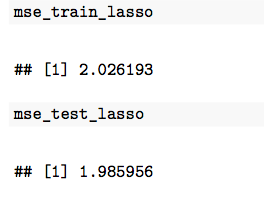 mse_train_lasso
## [1] 2.026193
mse_test_lasso
## [1] 1.985956